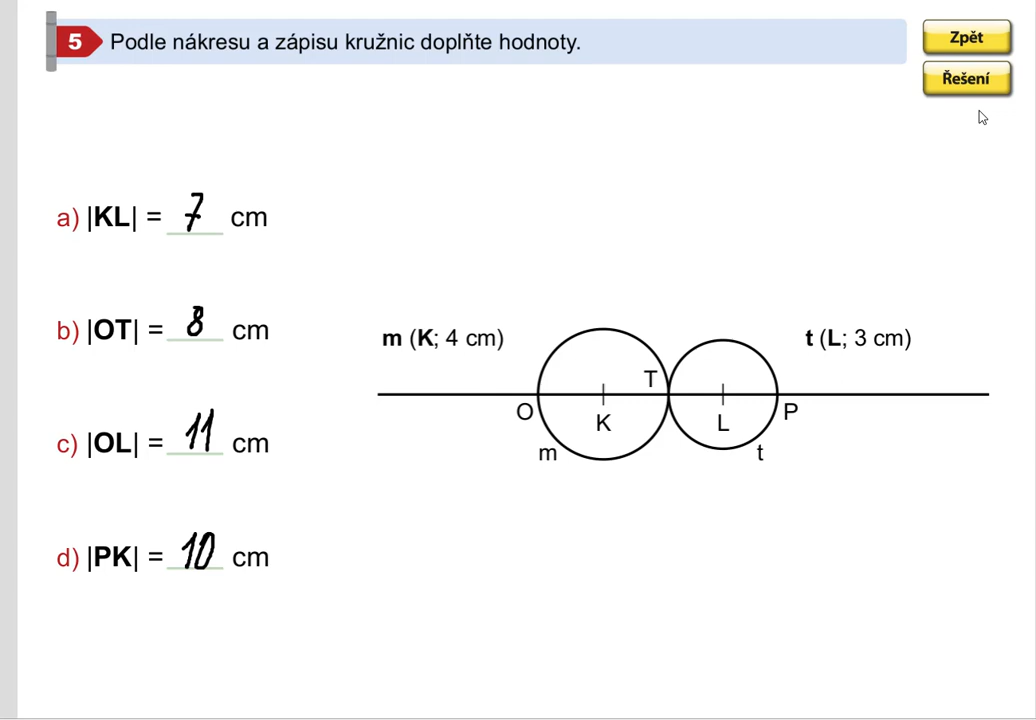 5 Podle nákresu a zápisu kružnic doplňte hodnoty.
Zpět
Řešení
a) |KL| = 7 cm
b) |OT| = 8 cm
m (K; 4 cm)
t (L; 3 cm)
T
O
K
L
P
m
t
c) |OL| = 11 cm
d) |PK| = 10 cm